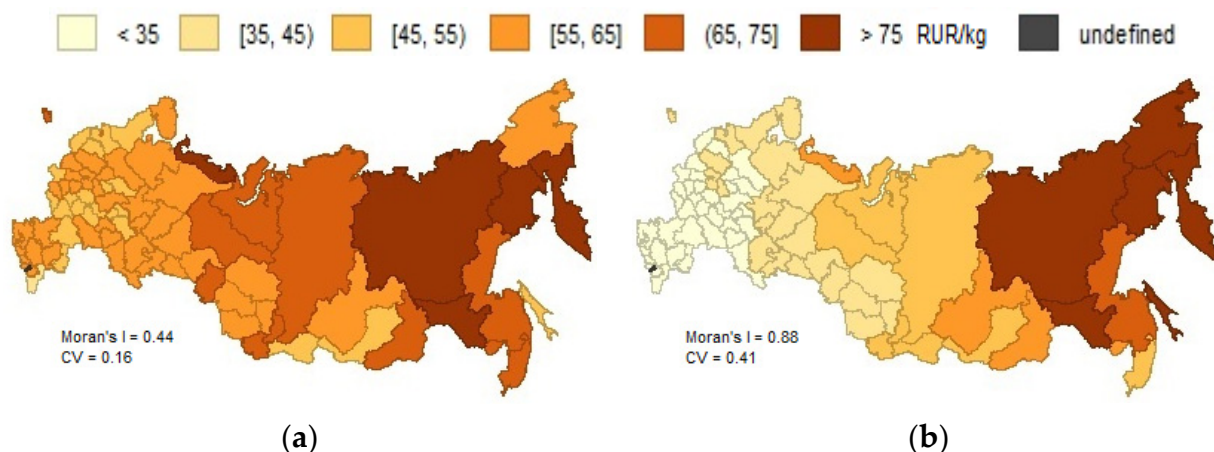 < 35 [35, 45) [45, 55) [55, 65] (65, 75] > 75 RUR/kg undefined
Moran's I = 0.44
CV = 0.16
Moran's I = 0.88
CV = 0.41
(a) (b)